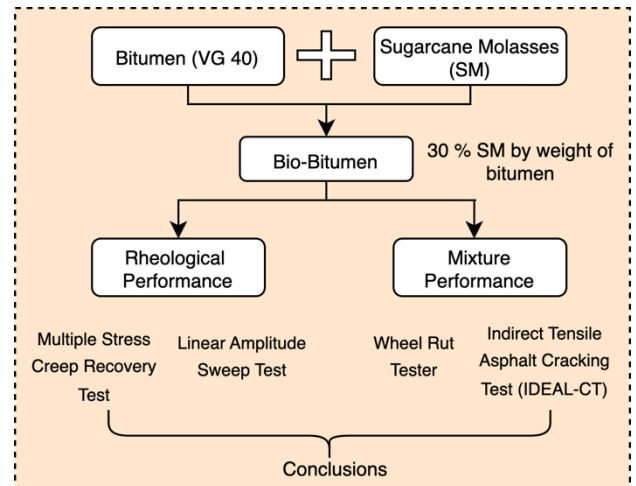 Bitumen (VG 40)
Sugarcane Molasses
(SM)
Bio-Bitumen
30 % SM by weight of
bitumen
Rheological
Performance
Mixture
Performance
Multiple Stress
Creep Recovery
Test
Linear Amplitude
Sweep Test
Wheel Rut
Tester
Indirect Tensile
Asphalt Cracking
Test (IDEAL-CT)
Conclusions